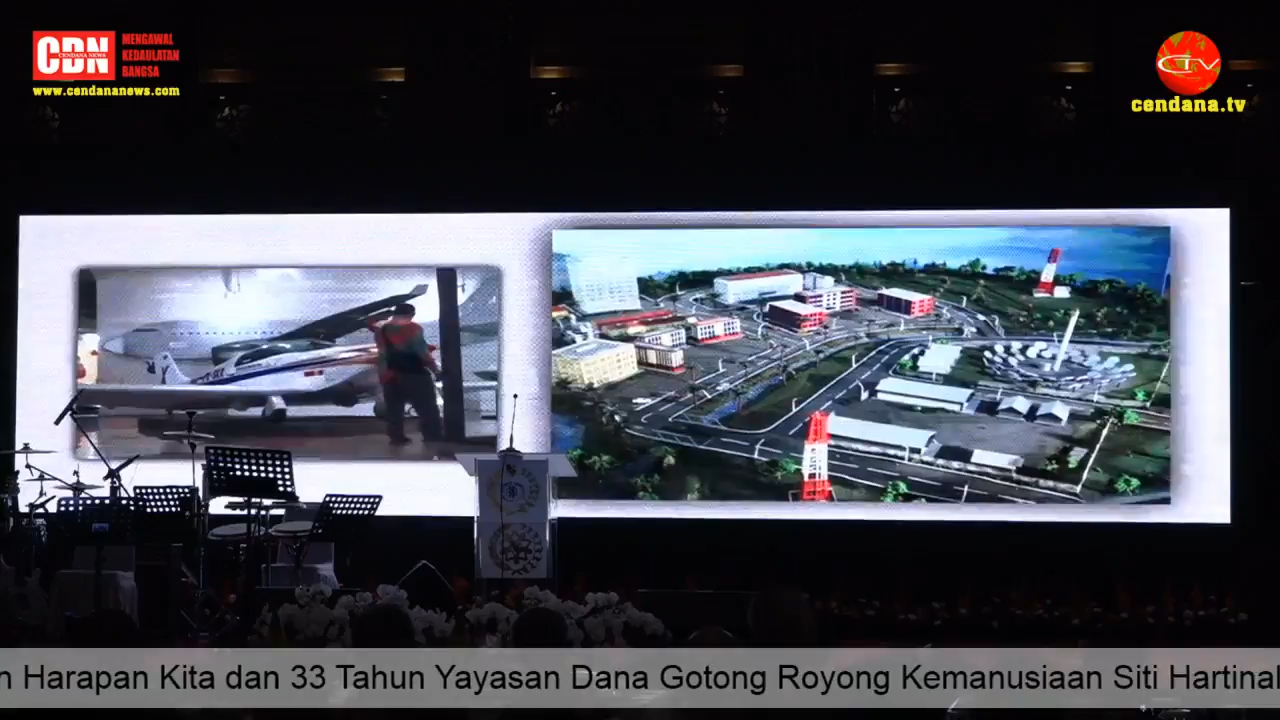 CDN
CENDANA NEWS
MENGAWAL
KEDAULATAN
BANGSA
www.cendananews.com
CTV
cendana.tv
n Harapan Kita dan 33 Tahun Yayasan Dana Gotong Royong Kemanusiaan Siti Hartinal